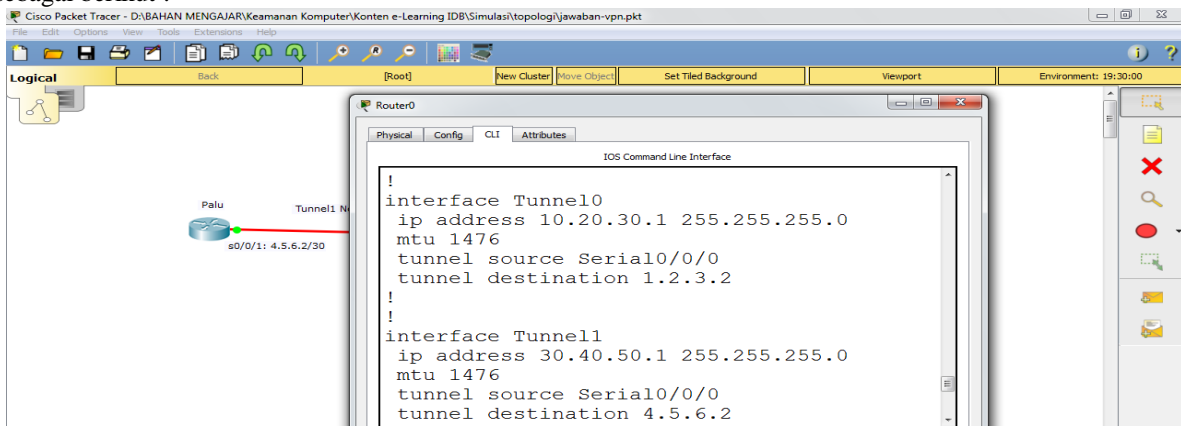 sebagai berikut :
Cisco Packet Tracer - D:\BAHAN MENGAJAR\Keamanan Komputer\Konten e-Learning IDB\Simulasi\topologi\jawaban-vpn.pkt
File Edit Options View Tools Extensions Help
Logical Back [Root] New Cluster Move Object Set Tiled Background Viewport Environment: 19:30:00
Router0
Physical Config CLI Attributes
IOS Command Line Interface
!
interface Tunnel0
ip address 10.20.30.1 255.255.255.0
mtu 1476
tunnel source Serial0/0/0
tunnel destination 1.2.3.2
!
!
interface Tunnel1
ip address 30.40.50.1 255.255.255.0
mtu 1476
tunnel source Serial0/0/0
tunnel destination 4.5.6.2
Palu
Tunnel1
s0/0/1: 4.5.6.2/30